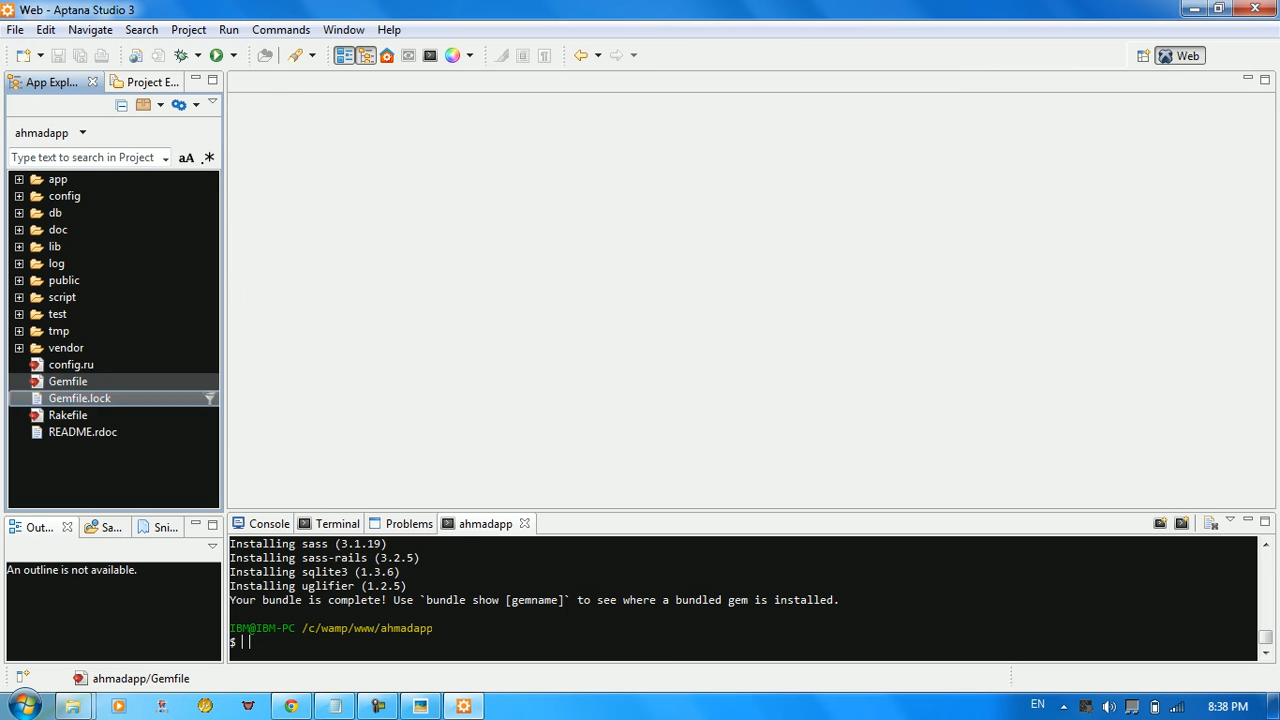 Web - Aptana Studio 3
File Edit Navigate Search Project Run Commands Window Help
Web
App Expl... Project E...
ahmadapp
Type text to search in Project aA .*
app
config
db
doc
lib
log
public
script
test
tmp
vendor
config.ru
Gemfile
Gemfile.lock
Rakefile
README.rdoc
Out... Sa... Sni...
An outline is not available.
Console Terminal Problems ahmadapp
Installing sass (3.1.19)
Installing sass-rails (3.2.5)
Installing sqlite3 (1.3.6)
Installing uglifier (1.2.5)
Your bundle is complete! Use `bundle show [gemname]` to see where a bundled gem is installed.
IBM@IBM-PC /c/wamp/www/ahmadapp
$
ahmadapp/Gemfile
EN 8:38 PM